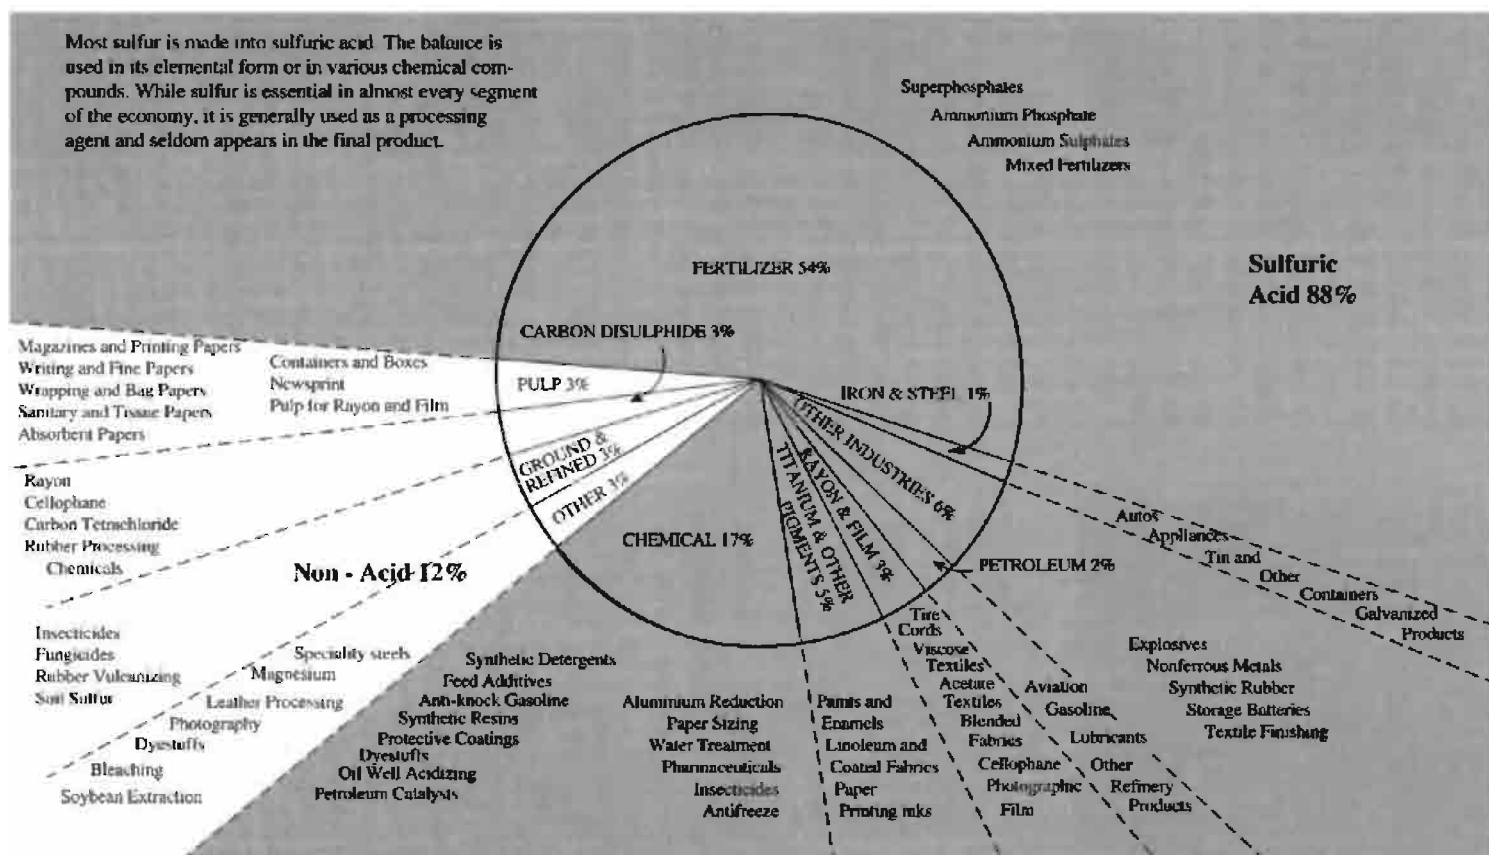 Most sulfur is made into sulfuric acid. The balance is
used in its elemental form or in various chemical com-
pounds. While sulfur is essential in almost every segment
of the economy, it is generally used as a processing
agent and seldom appears in the final product.
Superphosphates
Ammonium Phosphate
Ammonium Sulphates
Mixed Fertilizers
FERTILIZER 54%
Sulfuric
Acid 88%
CARBON DISULPHIDE 3%
PULP 3%
IRON & STEEL 1%
OTHER INDUSTRIES 6%
GROUND &
REFINED 3%
OTHER 3%
CHEMICAL 17%
TITANIUM & OTHER
PIGMENTS 5%
RAYON & FILM 3%
PETROLEUM 2%
Non - Acid 12%
Magazines and Printing Papers
Writing and Fine Papers
Wrapping and Bag Papers
Sanitary and Tissue Papers
Absorbent Papers
Containers and Boxes
Newsprint
Pulp for Rayon and Film
Rayon
Cellophane
Carbon Tetrachloride
Rubber Processing
Chemicals
Insecticides
Fungicides
Rubber Vulcanizing
Soil Sulfur
Speciality steels
Magnesium
Leather Processing
Photography
Dyestuffs
Bleaching
Soybean Extraction
Synthetic Detergents
Feed Additives
Anti-knock Gasoline
Synthetic Resins
Protective Coatings
Dyestuffs
Oil Well Acidizing
Petroleum Catalysts
Aluminium Reduction
Paper Sizing
Water Treatment
Pharmaceuticals
Insecticides
Antifreeze
Paints and
Enamels
Linoleum and
Coated Fabrics
Paper
Printing inks
Tire
Cords
Viscose
Textiles
Acetate
Textiles
Blended
Fabrics
Cellophane
Photographic
Film
Aviation
Gasoline
Lubricants
Other
Refinery
Products
Explosives
Nonferrous Metals
Synthetic Rubber
Storage Batteries
Textile Finishing
Autos
Appliances
Tin and
Other
Containers
Galvanized
Products